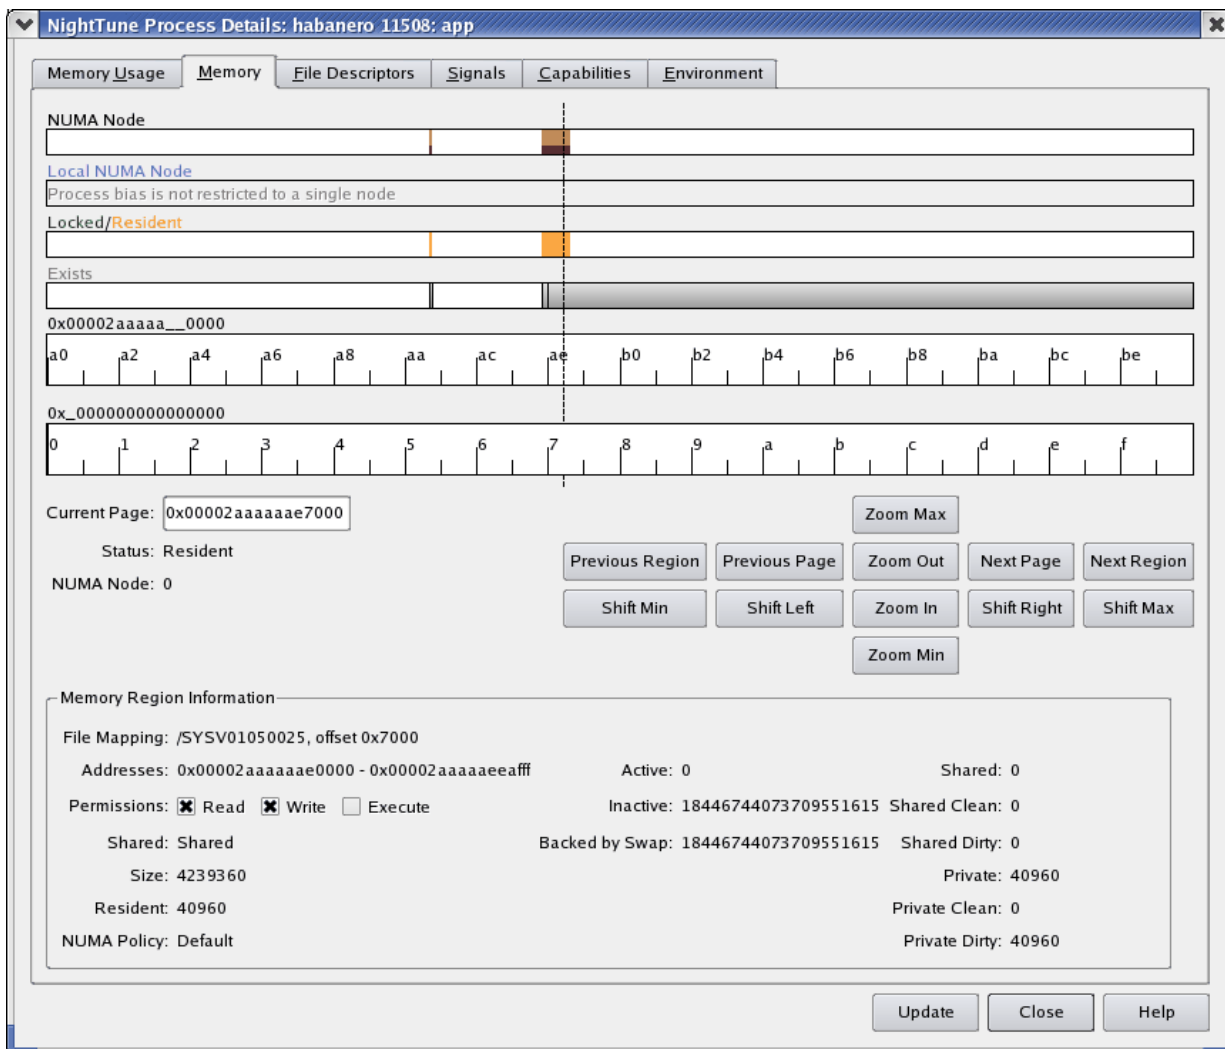 NightTune Process Details: habanero 11508: app
Memory Usage Memory File Descriptors Signals Capabilities Environment
NUMA Node
Local NUMA Node
Process bias is not restricted to a single node
Locked/Resident
Exists
0x00002aaaaa__0000
a0 a2 a4 a6 a8 aa ac ae b0 b2 b4 b6 b8 ba bc be
0x_000000000000000
0 1 2 3 4 5 6 7 8 9 a b c d e f
Current Page: 0x00002aaaaaae7000 Zoom Max
Status: Resident Previous Region Previous Page Zoom Out Next Page Next Region
NUMA Node: 0
Shift Min Shift Left Zoom In Shift Right Shift Max
Zoom Min
Memory Region Information
File Mapping: /SYSV01050025, offset 0x7000
Addresses: 0x00002aaaaaae0000 - 0x00002aaaaaeeafff Active: 0 Shared: 0
Permissions: Read Write Execute Inactive: 18446744073709551615 Shared Clean: 0
Shared: Shared Backed by Swap: 18446744073709551615 Shared Dirty: 0
Size: 4239360 Private: 40960
Resident: 40960 Private Clean: 0
NUMA Policy: Default Private Dirty: 40960
Update Close Help